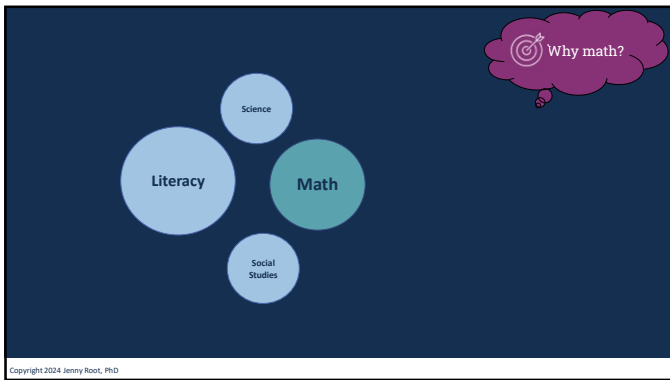 Why math?
Science
Literacy
Math
Social
Studies
Copyright 2024 Jenny Root, PhD